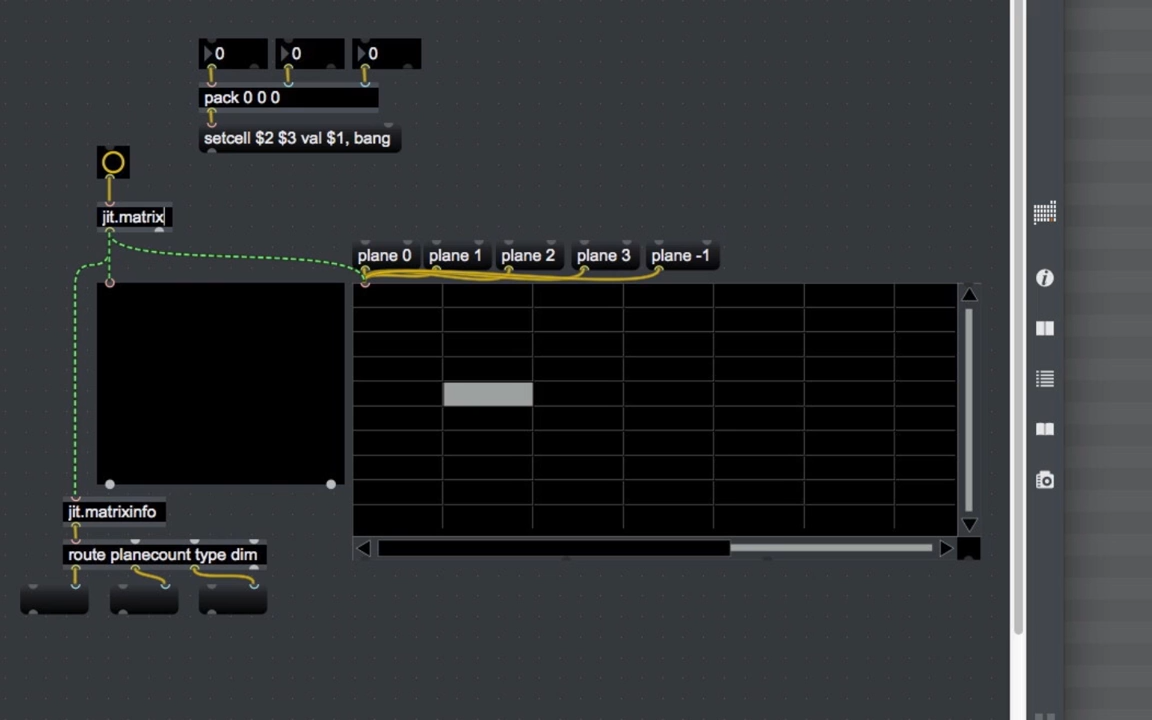 0 0 0
pack 0 0 0
setcell $2 $3 val $1, bang
jit.matrix
plane 0 plane 1 plane 2 plane 3 plane -1
jit.matrixinfo
route planecount type dim